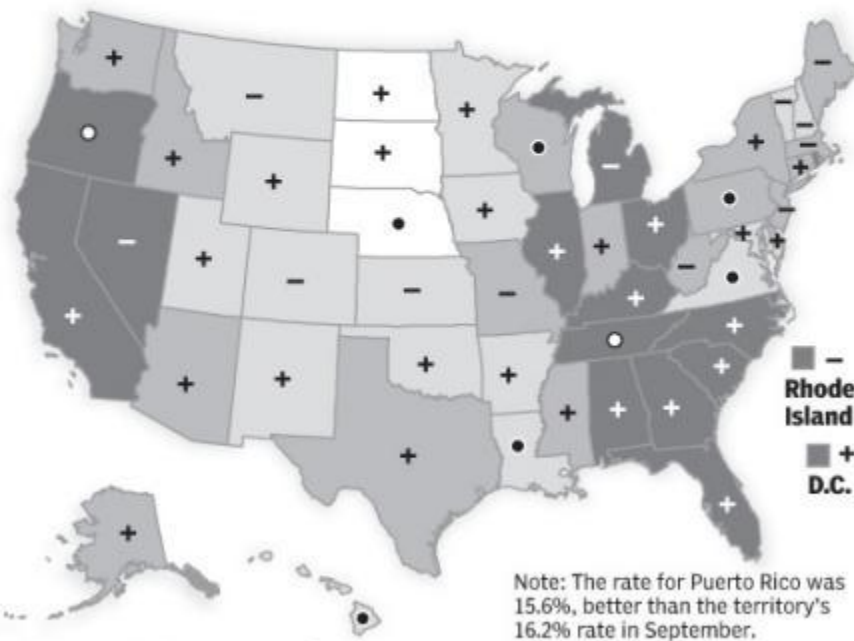 Rhode
Island
D.C.
Note: The rate for Puerto Rico was
15.6%, better than the territory's
16.2% rate in September.